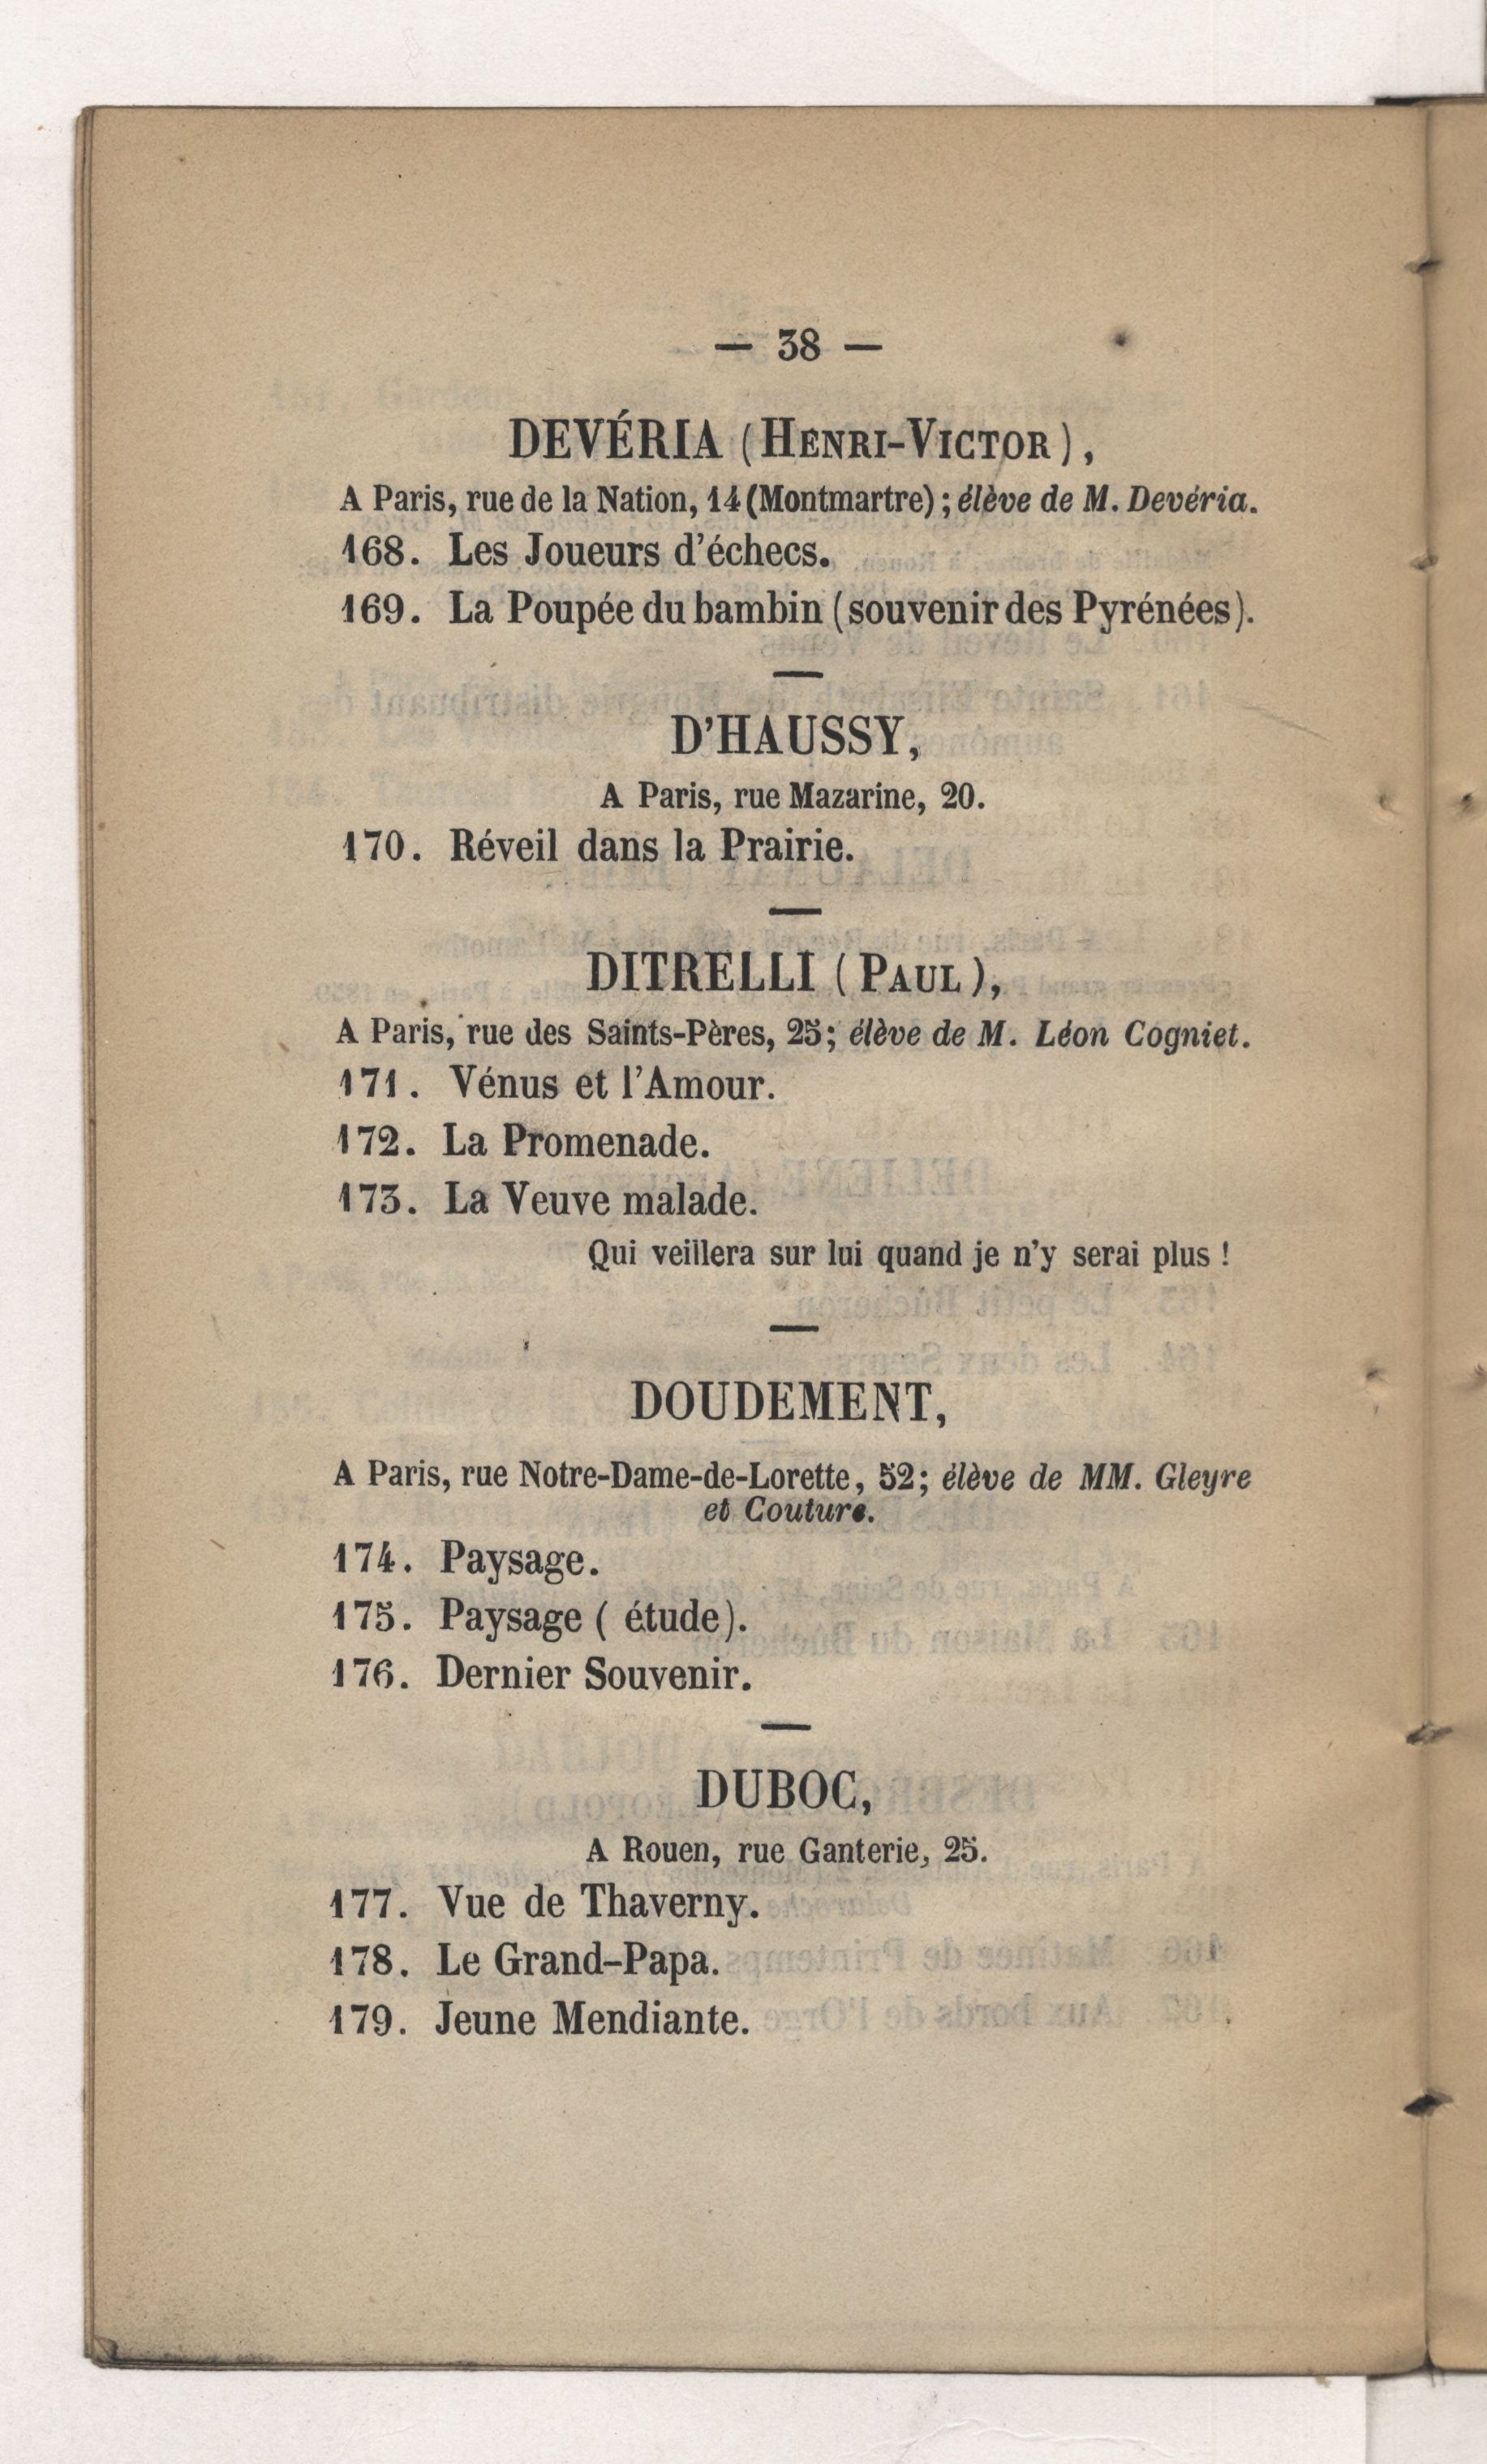 — 38 —
DEVÉRIA (HENRI-VICTOR),
A Paris, rue de la Nation, 14 (Montmartre) ; élève de M. Devéria.
168. Les Joueurs d'échecs.
169. La Poupée du bambin (souvenir des Pyrénées).
D'HAUSSY,
A Paris, rue Mazarine, 20.
170. Réveil dans la Prairie.
DITRELLI (PAUL),
A Paris, rue des Saints-Pères, 25; élève de M. Léon Cogniet.
171. Vénus et l'Amour.
172. La Promenade.
173. La Veuve malade.
Qui veillera sur lui quand je n'y serai plus !
DOUDEMENT,
A Paris, rue Notre-Dame-de-Lorette, 52; élève de MM. Gleyre
et Couture.
174. Paysage.
175. Paysage ( étude).
176. Dernier Souvenir.
DUBOC,
A Rouen, rue Ganterie, 25.
177. Vue de Thaverny.
178. Le Grand-Papa.
179. Jeune Mendiante.